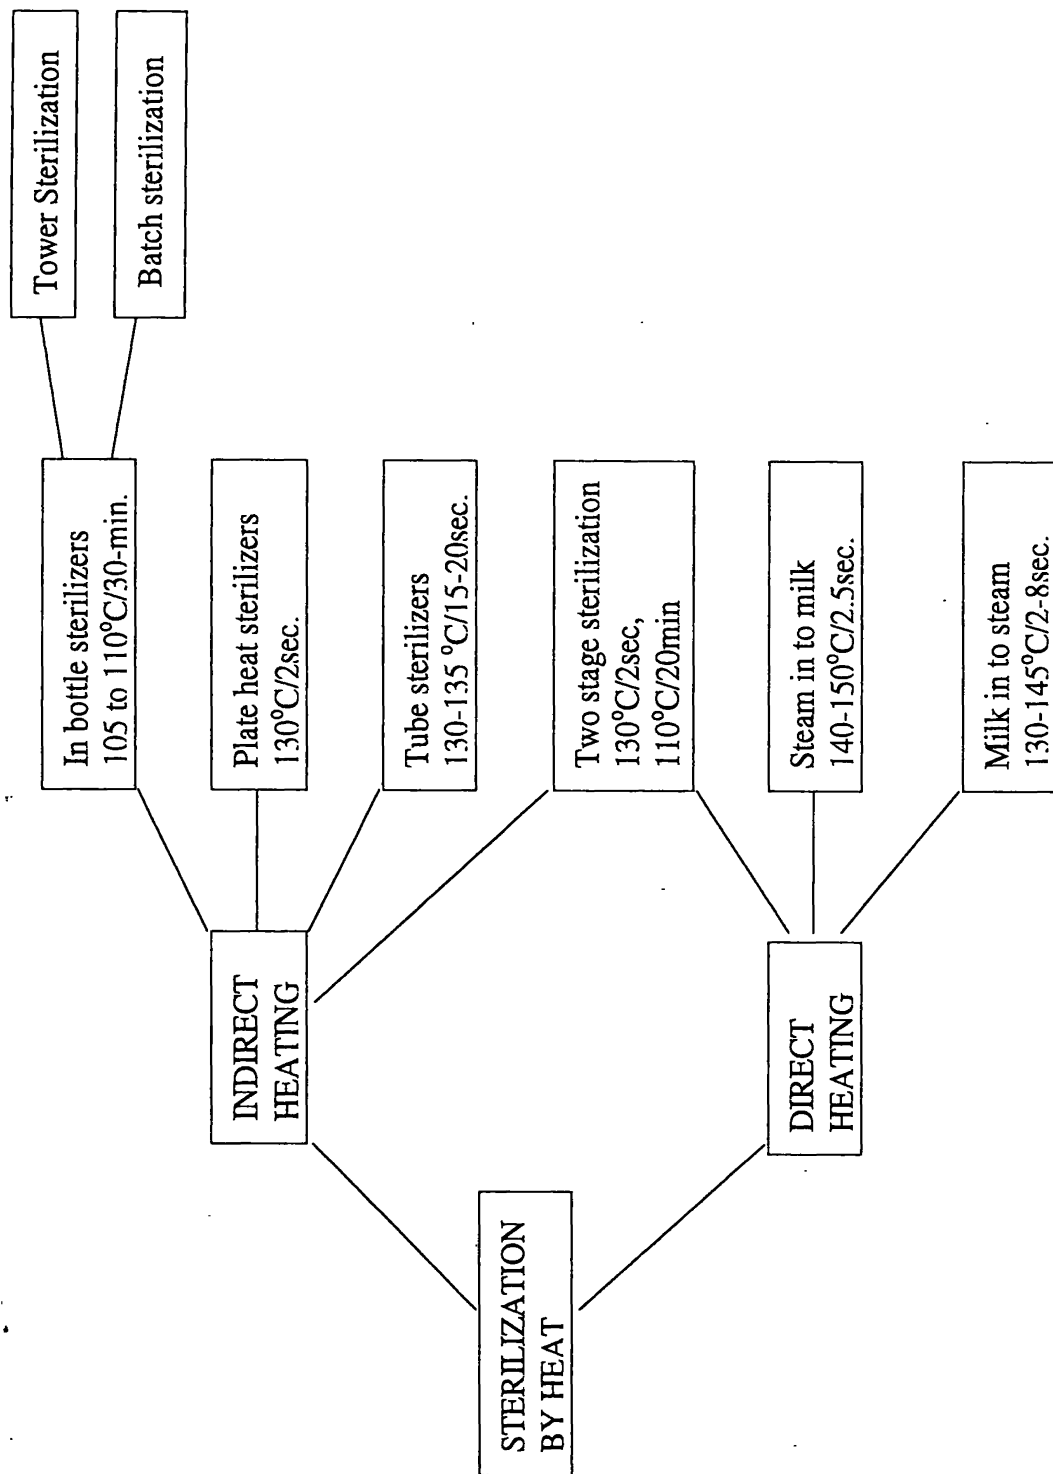 STERILIZATION
BY HEAT
INDIRECT
HEATING
DIRECT
HEATING
In bottle sterilizers
105 to 110°C/30-min.
Plate heat sterilizers
130°C/2sec.
Tube sterilizers
130-135 °C/15-20sec.
Two stage sterilization
130°C/2sec,
110°C/20min
Steam in to milk
140-150°C/2.5sec.
Milk in to steam
130-145°C/2-8sec.
Tower Sterilization
Batch sterilization